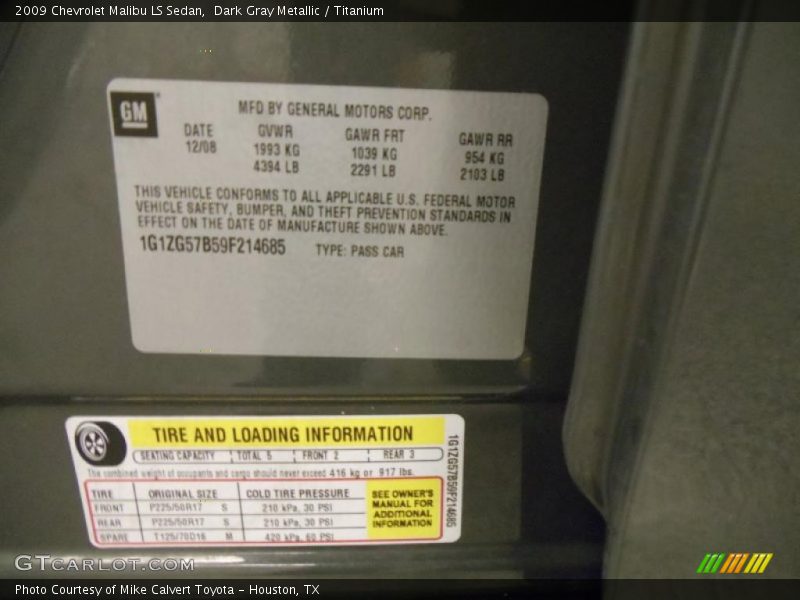 2009 Chevrolet Malibu LS Sedan,  Dark Gray Metallic / Titanium
GM
MFD BY GENERAL MOTORS CORP.
DATE GVWR GAWR FRT GAWR RR
12/08 1993 KG 1039 KG 954 KG
4394 LB 2291 LB 2103 LB
THIS VEHICLE CONFORMS TO ALL APPLICABLE U.S. FEDERAL MOTOR
VEHICLE SAFETY, BUMPER, AND THEFT PREVENTION STANDARDS IN
EFFECT ON THE DATE OF MANUFACTURE SHOWN ABOVE.
1G1ZG57B59F214685 TYPE: PASS CAR
TIRE AND LOADING INFORMATION
SEATING CAPACITY TOTAL 5 FRONT 2 REAR 3
The combined weight of occupants and cargo should never exceed 416 kg or 917 lbs.
TIRE ORIGINAL SIZE COLD TIRE PRESSURE
FRONT P225/50R17 S 210 kPa, 30 PSI
REAR P225/50R17 S 210 kPa, 30 PSI
SPARE T125/70D16 M 420 kPa, 60 PSI
SEE OWNER'S
MANUAL FOR
ADDITIONAL
INFORMATION
1G1ZG57B59F214685
GTCARLOT.COM
Photo Courtesy of Mike Calvert Toyota - Houston, TX